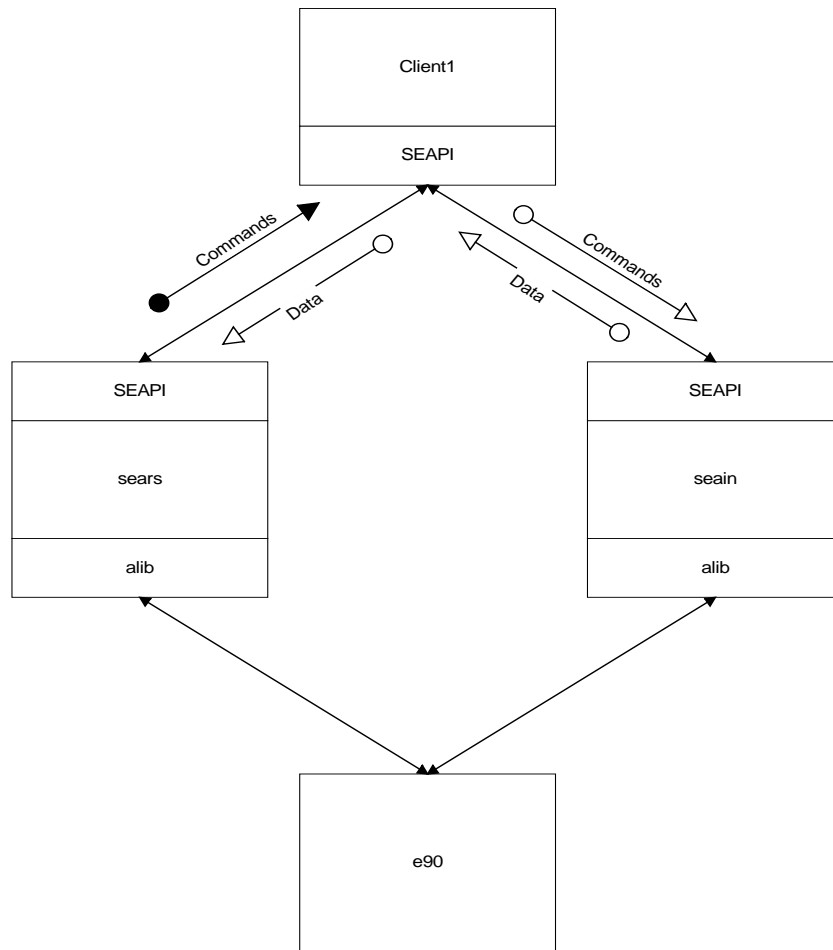 Client1
SEAPI
Commands
Data
Commands
Data
SEAPI
sears
alib
SEAPI
seain
alib
e90